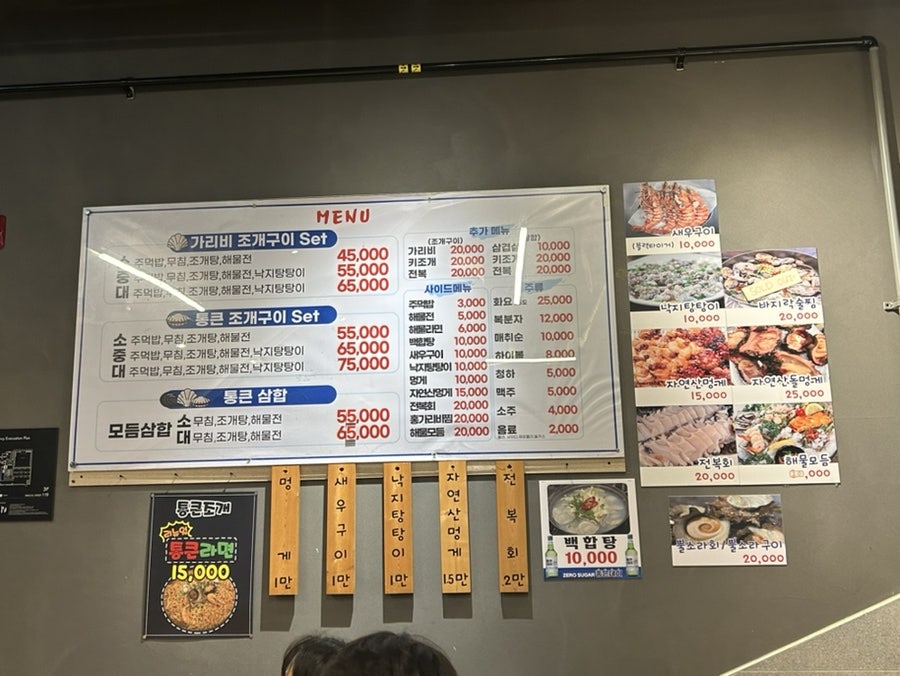 MENU
가리비 조개구이 Set
소 주먹밥,무침,조개탕,해물전
45,000
중 주먹밥,무침,조개탕,해물전,낙지탕탕이
55,000
대 주먹밥,무침,조개탕,해물전,낙지탕탕이
65,000
통큰 조개구이 Set
소 주먹밥,무침,조개탕,해물전
55,000
중 주먹밥,무침,조개탕,해물전,낙지탕탕이
65,000
대 주먹밥,무침,조개탕,해물전,낙지탕탕이
75,000
통큰 삼합
모듬삼합
소 무침,조개탕,해물전
55,000
대 무침,조개탕,해물전
65,000
추가 메뉴
(조개구이)
가리비 20,000
키조개 20,000
전복 20,000
삼겹살 10,000
키조개 20,000
전복 20,000
사이드메뉴
주먹밥 3,000
해물전 5,000
해물라면 6,000
백합탕 10,000
새우구이 10,000
낙지탕탕이 10,000
멍게 10,000
자연산멍게 15,000
전복회 20,000
홍가리비찜 20,000
해물모듬 20,000
주류
화요 25,000
복분자 12,000
매취순 10,000
하이볼 8,000
청하 5,000
맥주 5,000
소주 4,000
음료 2,000
새우구이
(블랙타이거) 10,000
낙지탕탕이
10,000
SOLD OUT
바지락술찜
20,000
자연산멍게
15,000
자연산돌멍게
25,000
전복회
20,000
해물모듬
뿔소라회/뿔소라구이
20,000
멍게 1만
새우구이 1만
낙지탕탕이 1만
자연산멍게 15만
전복회 2만
통큰조개
통큰라면
15,000
백합탕
10,000
ZERO SUGAR
3F